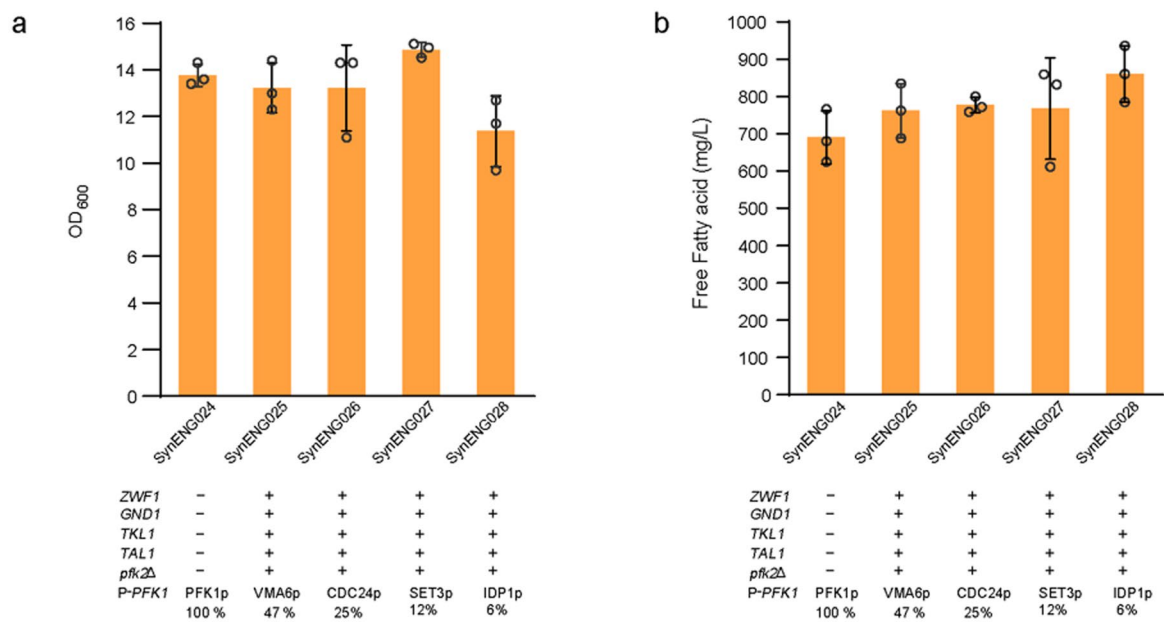 a
16
14
12
10
8
6
4
2
0
OD600
SynENG024 SynENG025 SynENG026 SynENG027 SynENG028
ZWF1 – + + + +
GND1 – + + + +
TKL1 – + + + +
TAL1 – + + + +
pfk2Δ – + + + +
P-PFK1 PFK1p VMA6p CDC24p SET3p IDP1p
100 % 47 % 25% 12% 6%
b
1000
900
800
700
600
500
400
300
200
100
0
Free Fatty acid (mg/L)
SynENG024 SynENG025 SynENG026 SynENG027 SynENG028
ZWF1 – + + + +
GND1 – + + + +
TKL1 – + + + +
TAL1 – + + + +
pfk2Δ – + + + +
P-PFK1 PFK1p VMA6p CDC24p SET3p IDP1p
100 % 47 % 25% 12% 6%